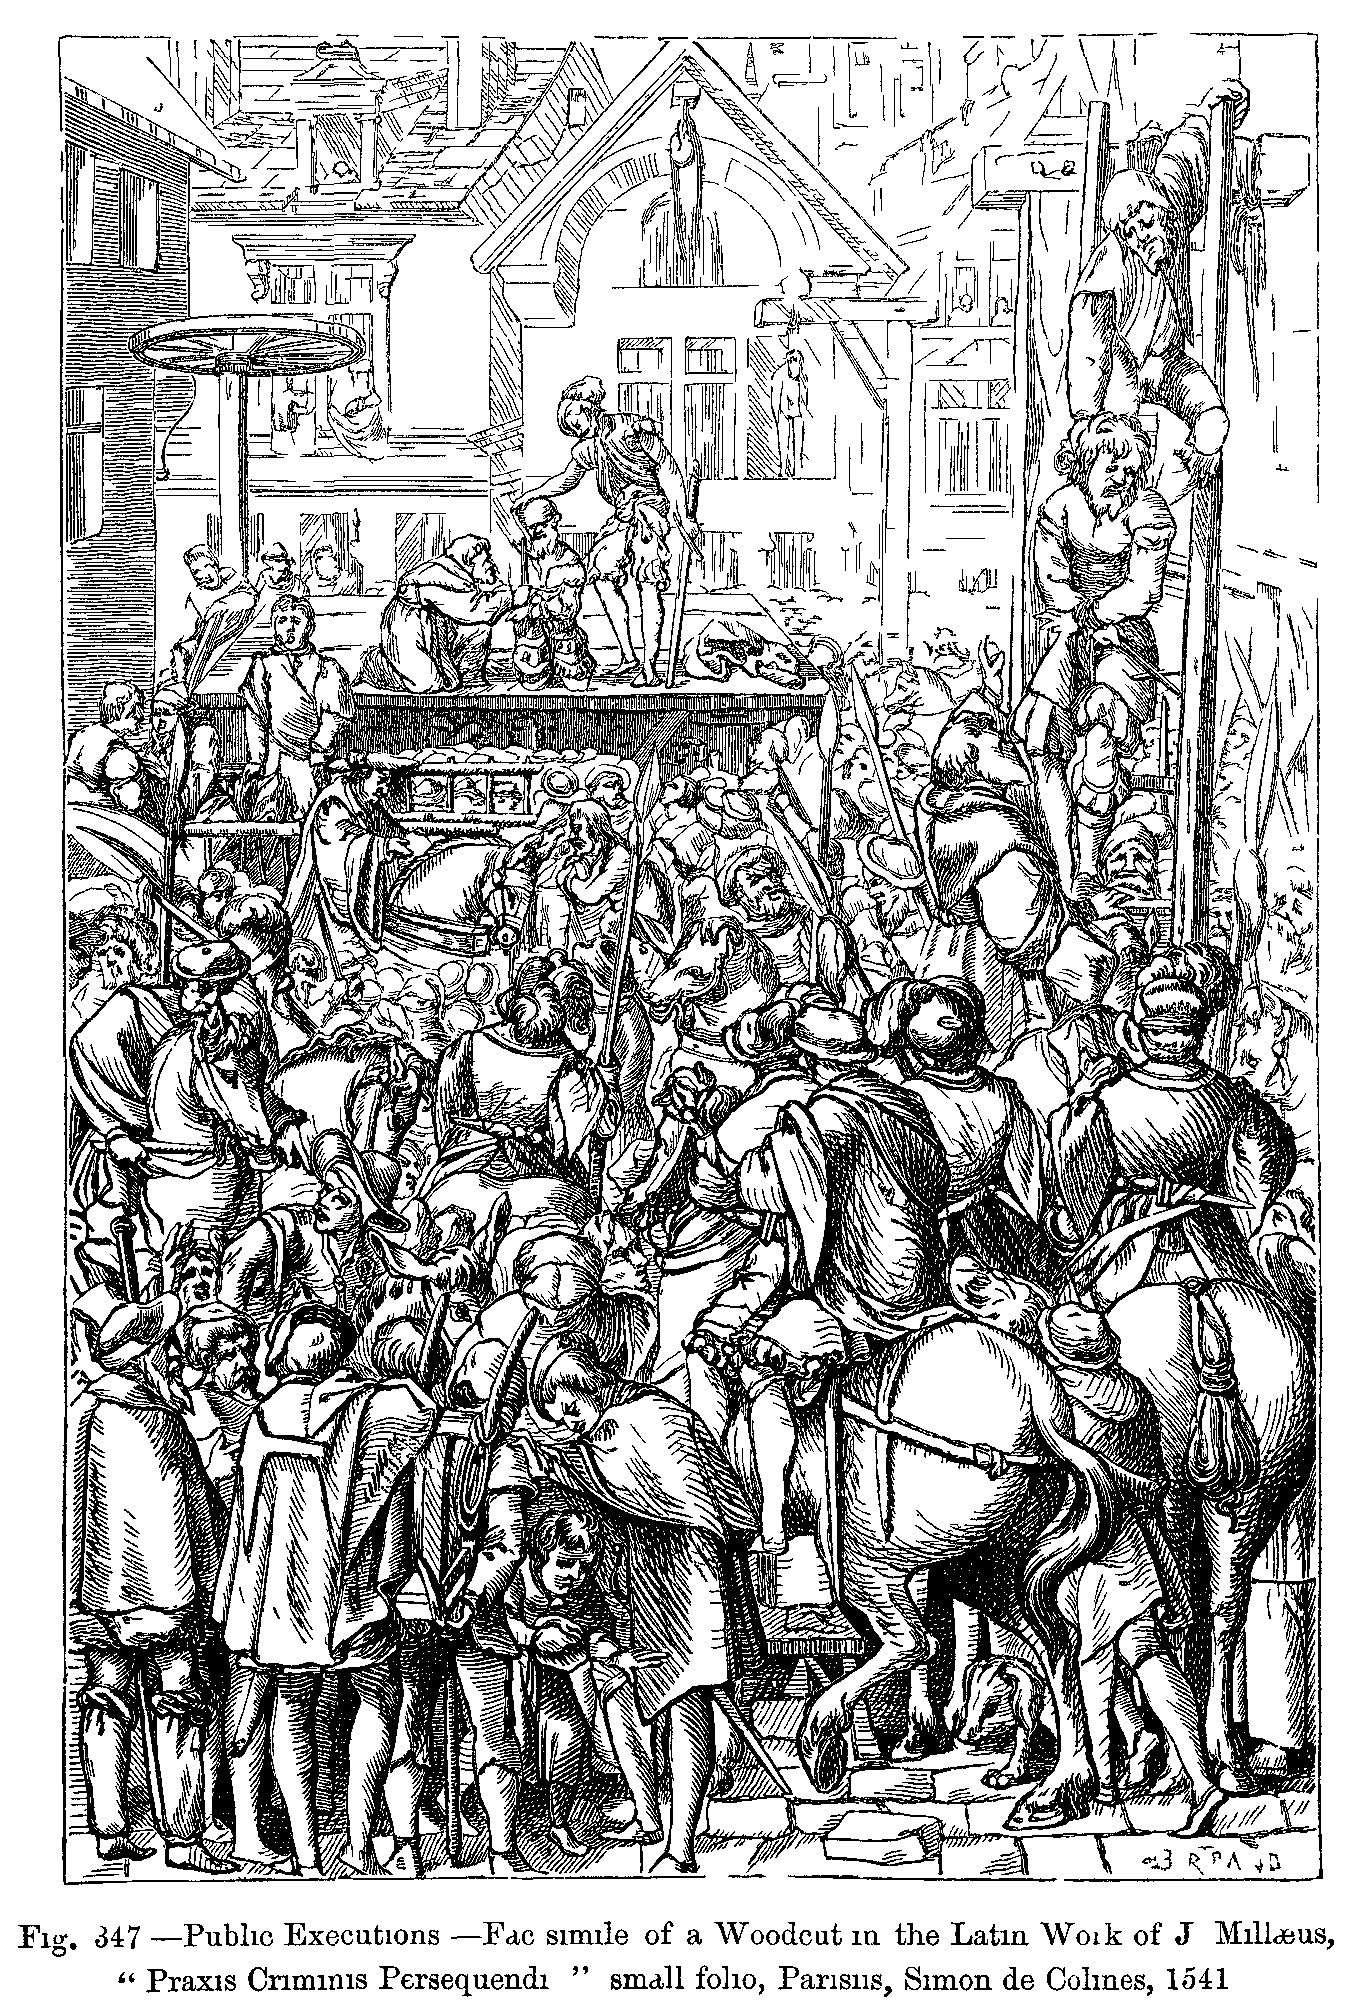 Fig. 347 —Public Executions —Fac simile of a Woodcut in the Latin Work of J Millæus,
“ Praxis Criminis Persequendi ” small folio, Parisiis, Simon de Colines, 1541